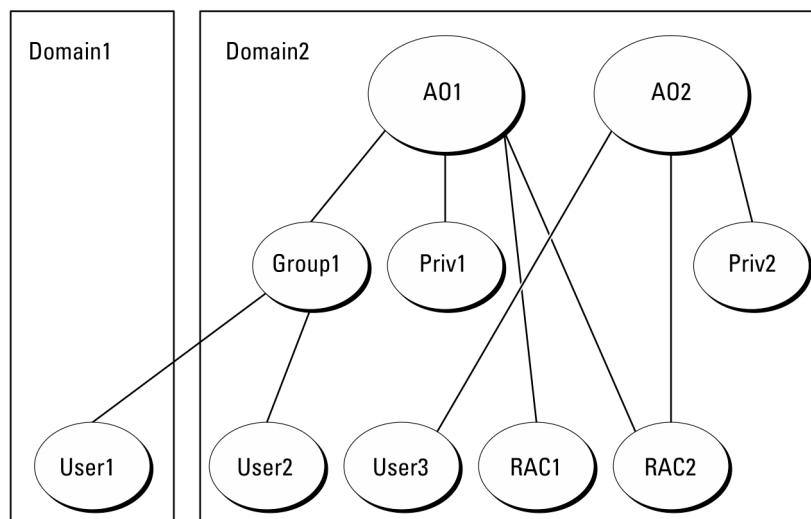 Domain1
Domain2
AO1
AO2
Group1
Priv1
Priv2
User1
User2
User3
RAC1
RAC2